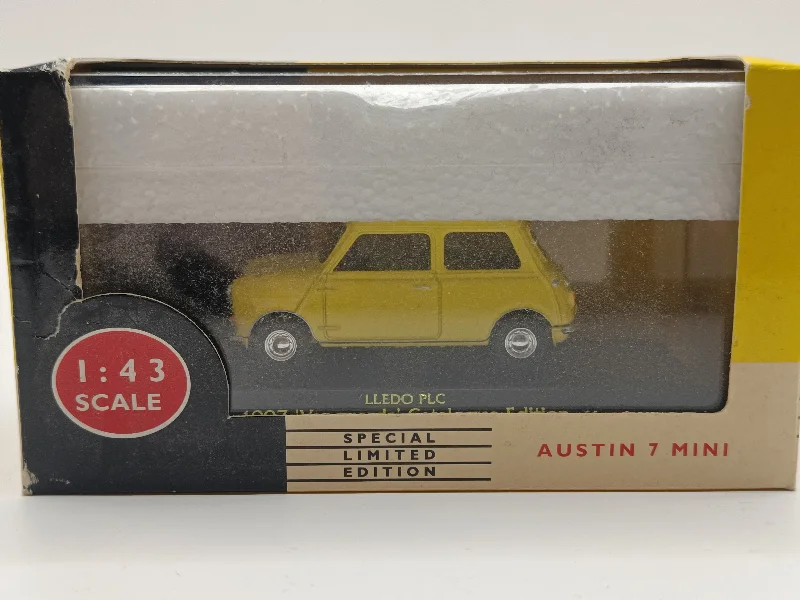 LLEDO PLC
1:43
SCALE
SPECIAL
LIMITED
EDITION
AUSTIN 7 MINI